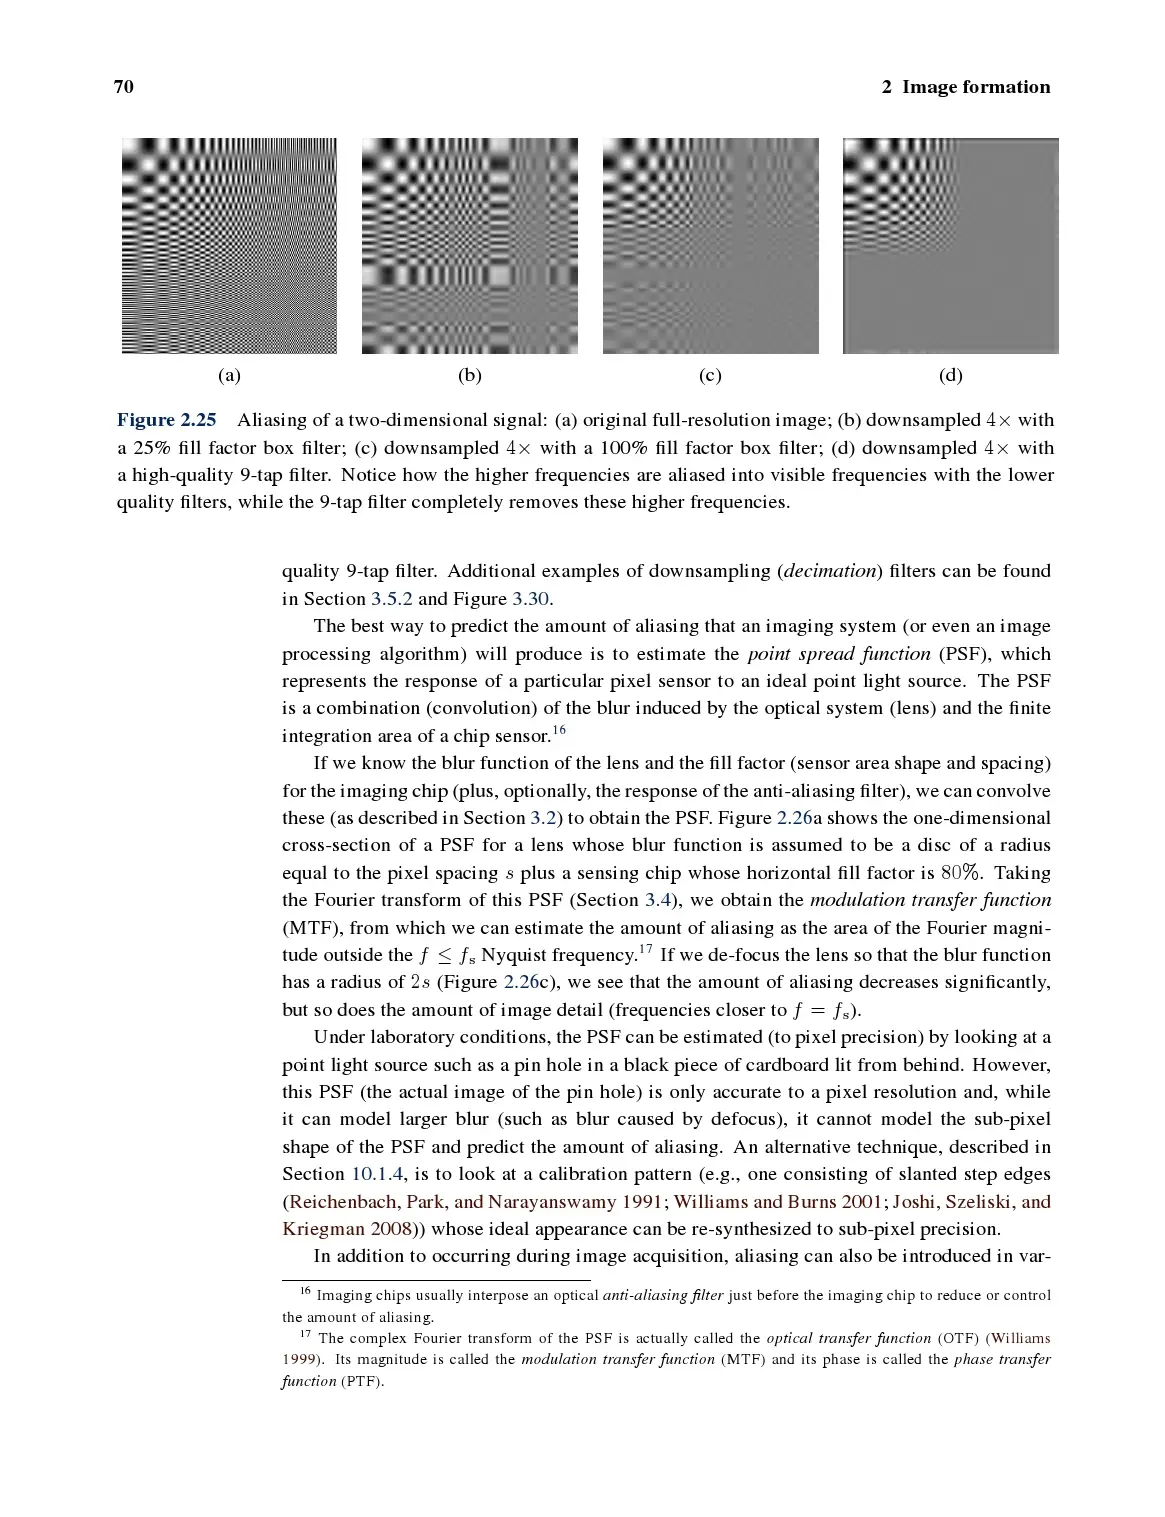 70
2 Image formation
(a)
(b)
(c)
(d)
Figure 2.25 Aliasing of a two-dimensional signal: (a) original full-resolution image; (b) downsampled 4× with
a 25% fill factor box filter; (c) downsampled 4× with a 100% fill factor box filter; (d) downsampled 4× with
a high-quality 9-tap filter. Notice how the higher frequencies are aliased into visible frequencies with the lower
quality filters, while the 9-tap filter completely removes these higher frequencies.
quality 9-tap filter. Additional examples of downsampling (decimation) filters can be found
in Section 3.5.2 and Figure 3.30.
The best way to predict the amount of aliasing that an imaging system (or even an image
processing algorithm) will produce is to estimate the point spread function (PSF), which
represents the response of a particular pixel sensor to an ideal point light source. The PSF
is a combination (convolution) of the blur induced by the optical system (lens) and the finite
integration area of a chip sensor.16
If we know the blur function of the lens and the fill factor (sensor area shape and spacing)
for the imaging chip (plus, optionally, the response of the anti-aliasing filter), we can convolve
these (as described in Section 3.2) to obtain the PSF. Figure 2.26a shows the one-dimensional
cross-section of a PSF for a lens whose blur function is assumed to be a disc of a radius
equal to the pixel spacing s plus a sensing chip whose horizontal fill factor is 80%. Taking
the Fourier transform of this PSF (Section 3.4), we obtain the modulation transfer function
(MTF), from which we can estimate the amount of aliasing as the area of the Fourier magni-
tude outside the f ≤ fs Nyquist frequency.17 If we de-focus the lens so that the blur function
has a radius of 2s (Figure 2.26c), we see that the amount of aliasing decreases significantly,
but so does the amount of image detail (frequencies closer to f = fs).
Under laboratory conditions, the PSF can be estimated (to pixel precision) by looking at a
point light source such as a pin hole in a black piece of cardboard lit from behind. However,
this PSF (the actual image of the pin hole) is only accurate to a pixel resolution and, while
it can model larger blur (such as blur caused by defocus), it cannot model the sub-pixel
shape of the PSF and predict the amount of aliasing. An alternative technique, described in
Section 10.1.4, is to look at a calibration pattern (e.g., one consisting of slanted step edges
(Reichenbach, Park, and Narayanswamy 1991; Williams and Burns 2001; Joshi, Szeliski, and
Kriegman 2008)) whose ideal appearance can be re-synthesized to sub-pixel precision.
In addition to occurring during image acquisition, aliasing can also be introduced in var-
16 Imaging chips usually interpose an optical anti-aliasing filter just before the imaging chip to reduce or control
the amount of aliasing.
17 The complex Fourier transform of the PSF is actually called the optical transfer function (OTF) (Williams
1999). Its magnitude is called the modulation transfer function (MTF) and its phase is called the phase transfer
function (PTF).